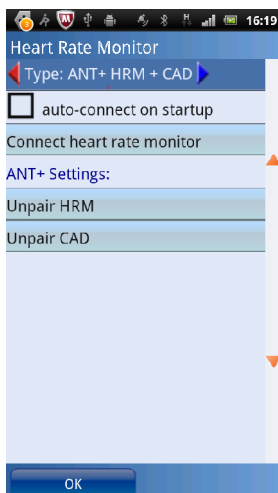 16:19
Heart Rate Monitor
Type: ANT+ HRM + CAD
auto-connect on startup
Connect heart rate monitor
ANT+ Settings:
Unpair HRM
Unpair CAD
OK